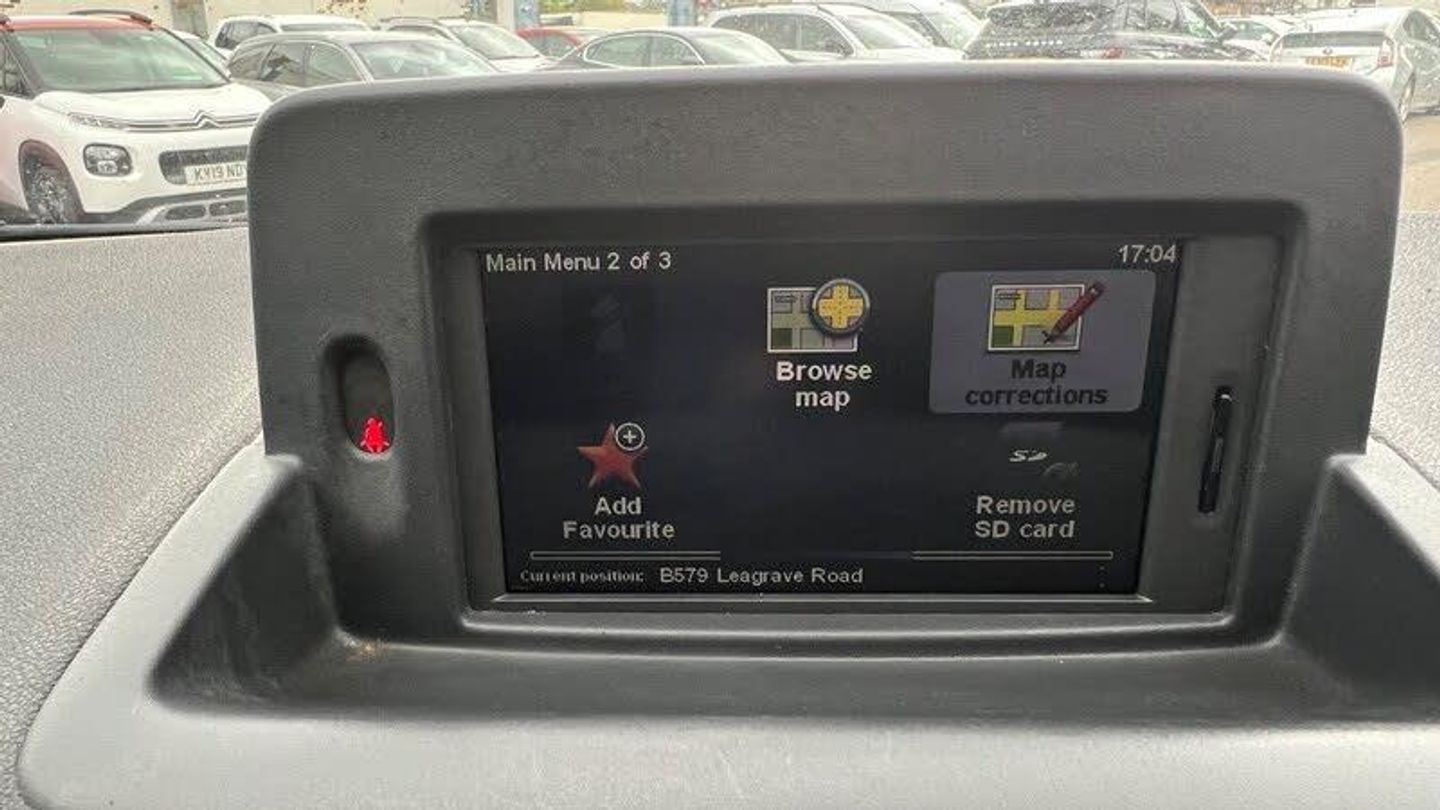 KY19 ND
Main Menu 2 of 3
17:04
Browse
map
Map
corrections
Add
Favourite
SD
Remove
SD card
Current position: B579 Leagrave Road